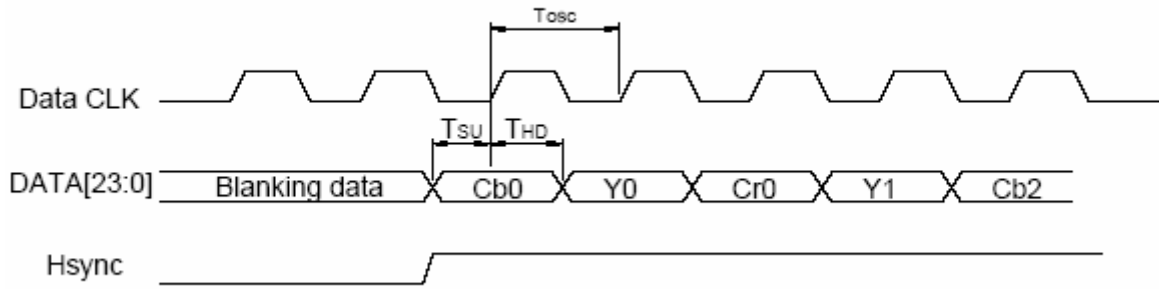 Tosc
Data CLK
TSU THD
DATA[23:0] Blanking data Cb0 Y0 Cr0 Y1 Cb2
Hsync